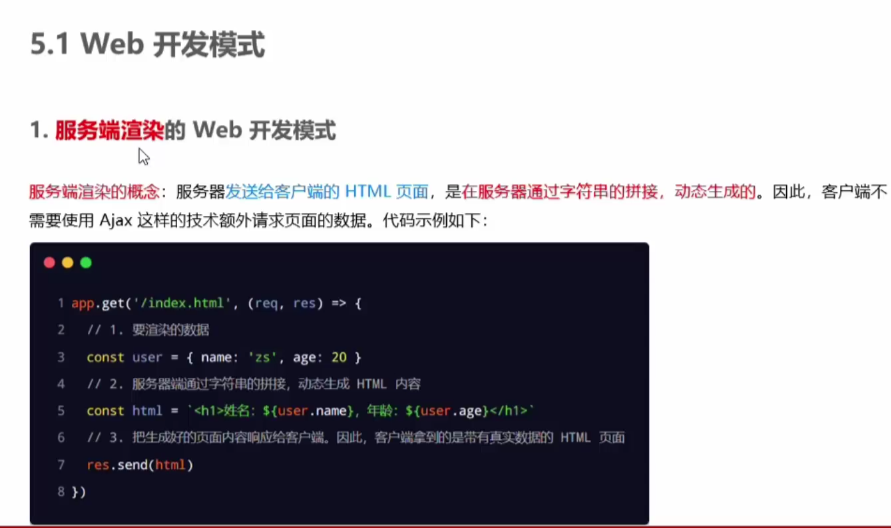 5.1 Web 开发模式
1. 服务端渲染的 Web 开发模式
服务端渲染的概念：服务器发送给客户端的 HTML 页面，是在服务器通过字符串的拼接，动态生成的。因此，客户端不
需要使用 Ajax 这样的技术额外请求页面的数据。代码示例如下：
1 app.get('/index.html', (req, res) => {
2 // 1. 要渲染的数据
3 const user = { name: 'zs', age: 20 }
4 // 2. 服务器端通过字符串的拼接，动态生成 HTML 内容
5 const html = `<h1>姓名：${user.name}，年龄：${user.age}</h1>`
6 // 3. 把生成好的页面内容响应给客户端。因此，客户端拿到的是带有真实数据的 HTML 页面
7 res.send(html)
8 })